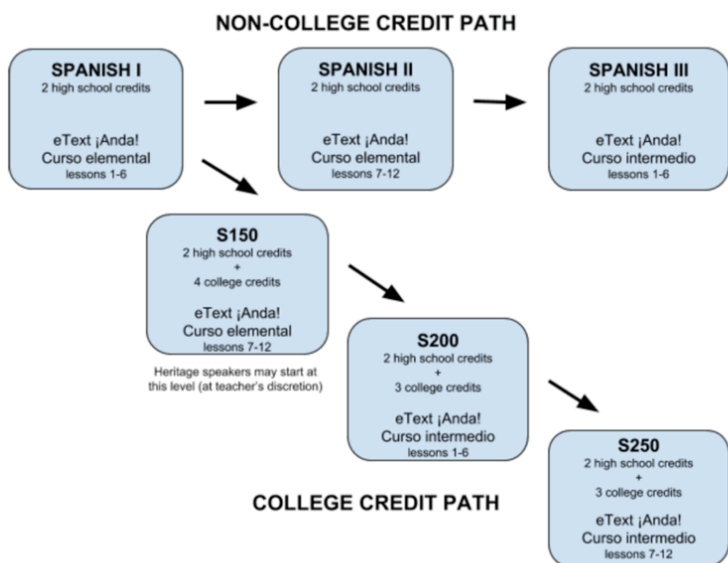 NON-COLLEGE CREDIT PATH
SPANISH I
2 high school credits
eText ¡Anda!
Curso elemental
lessons 1-6
SPANISH II
2 high school credits
eText ¡Anda!
Curso elemental
lessons 7-12
SPANISH III
2 high school credits
eText ¡Anda!
Curso intermedio
lessons 1-6
S150
2 high school credits
+
4 college credits
eText ¡Anda!
Curso elemental
lessons 7-12
Heritage speakers may start at
this level (at teacher's discretion)
S200
2 high school credits
+
3 college credits
eText ¡Anda!
Curso intermedio
lessons 1-6
S250
2 high school credits
+
3 college credits
eText ¡Anda!
Curso intermedio
lessons 7-12
COLLEGE CREDIT PATH